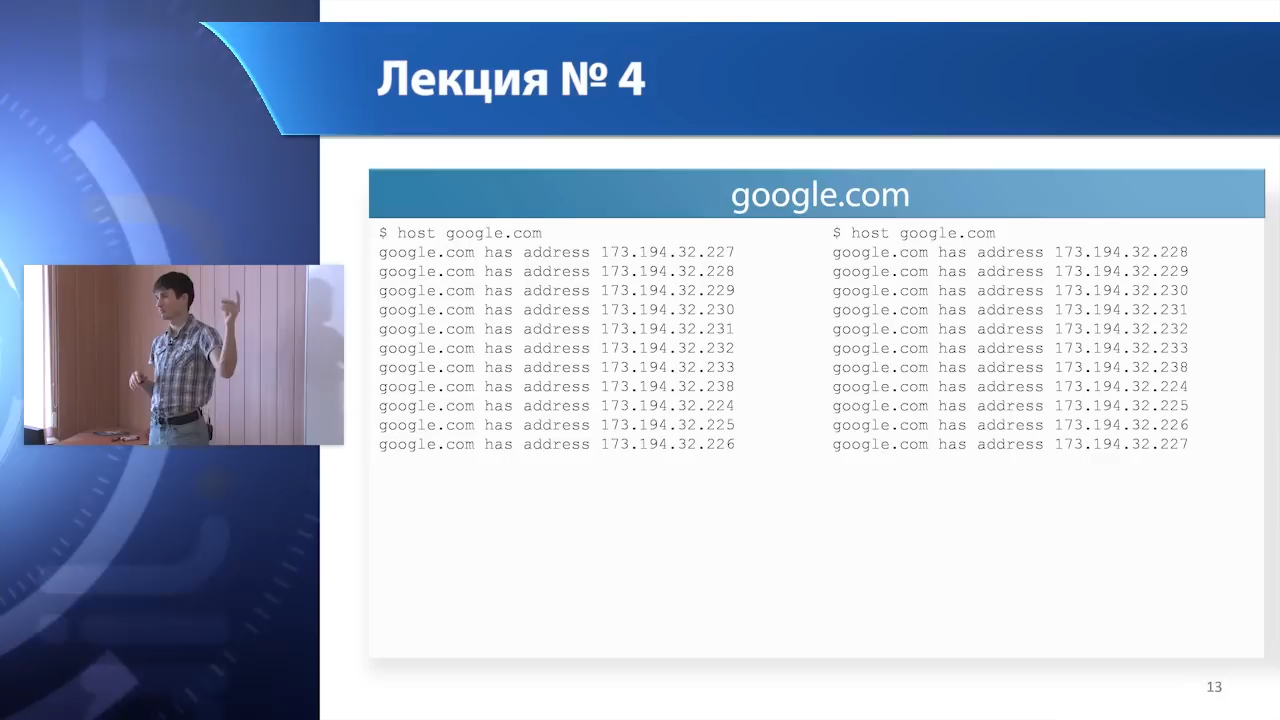 Лекция № 4
google.com
$ host google.com
google.com has address 173.194.32.227
google.com has address 173.194.32.228
google.com has address 173.194.32.229
google.com has address 173.194.32.230
google.com has address 173.194.32.231
google.com has address 173.194.32.232
google.com has address 173.194.32.233
google.com has address 173.194.32.238
google.com has address 173.194.32.224
google.com has address 173.194.32.225
google.com has address 173.194.32.226
$ host google.com
google.com has address 173.194.32.228
google.com has address 173.194.32.229
google.com has address 173.194.32.230
google.com has address 173.194.32.231
google.com has address 173.194.32.232
google.com has address 173.194.32.233
google.com has address 173.194.32.238
google.com has address 173.194.32.224
google.com has address 173.194.32.225
google.com has address 173.194.32.226
google.com has address 173.194.32.227
13